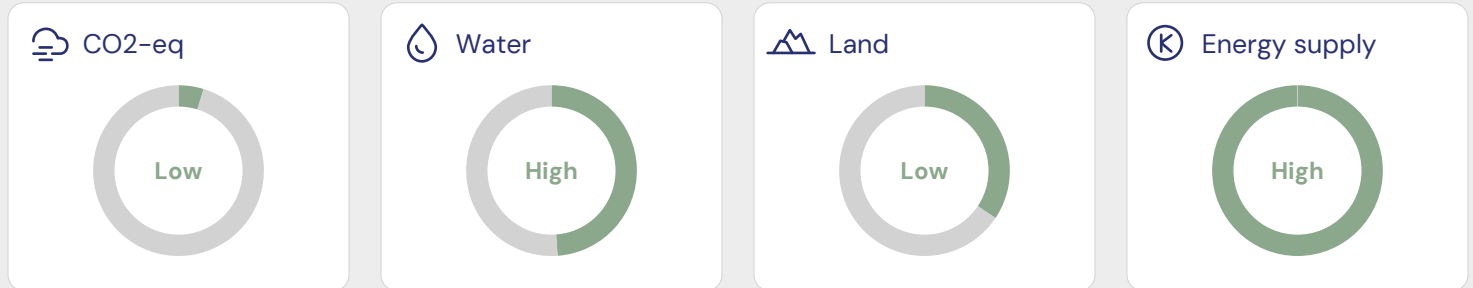 CO2-eq
Low
Water
High
Land
Low
Energy supply
High